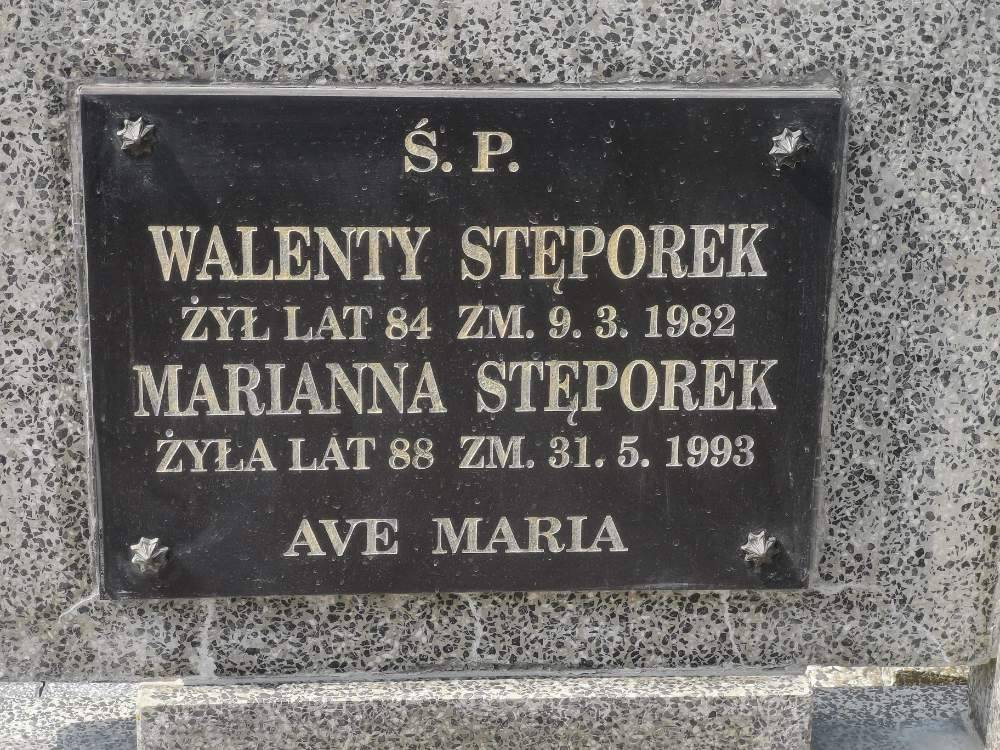 Ś. P.
WALENTY STĘPOREK
ŻYŁ LAT 84 ZM. 9. 3. 1982
MARIANNA STĘPOREK
ŻYŁA LAT 88 ZM. 31. 5. 1993
AVE MARIA